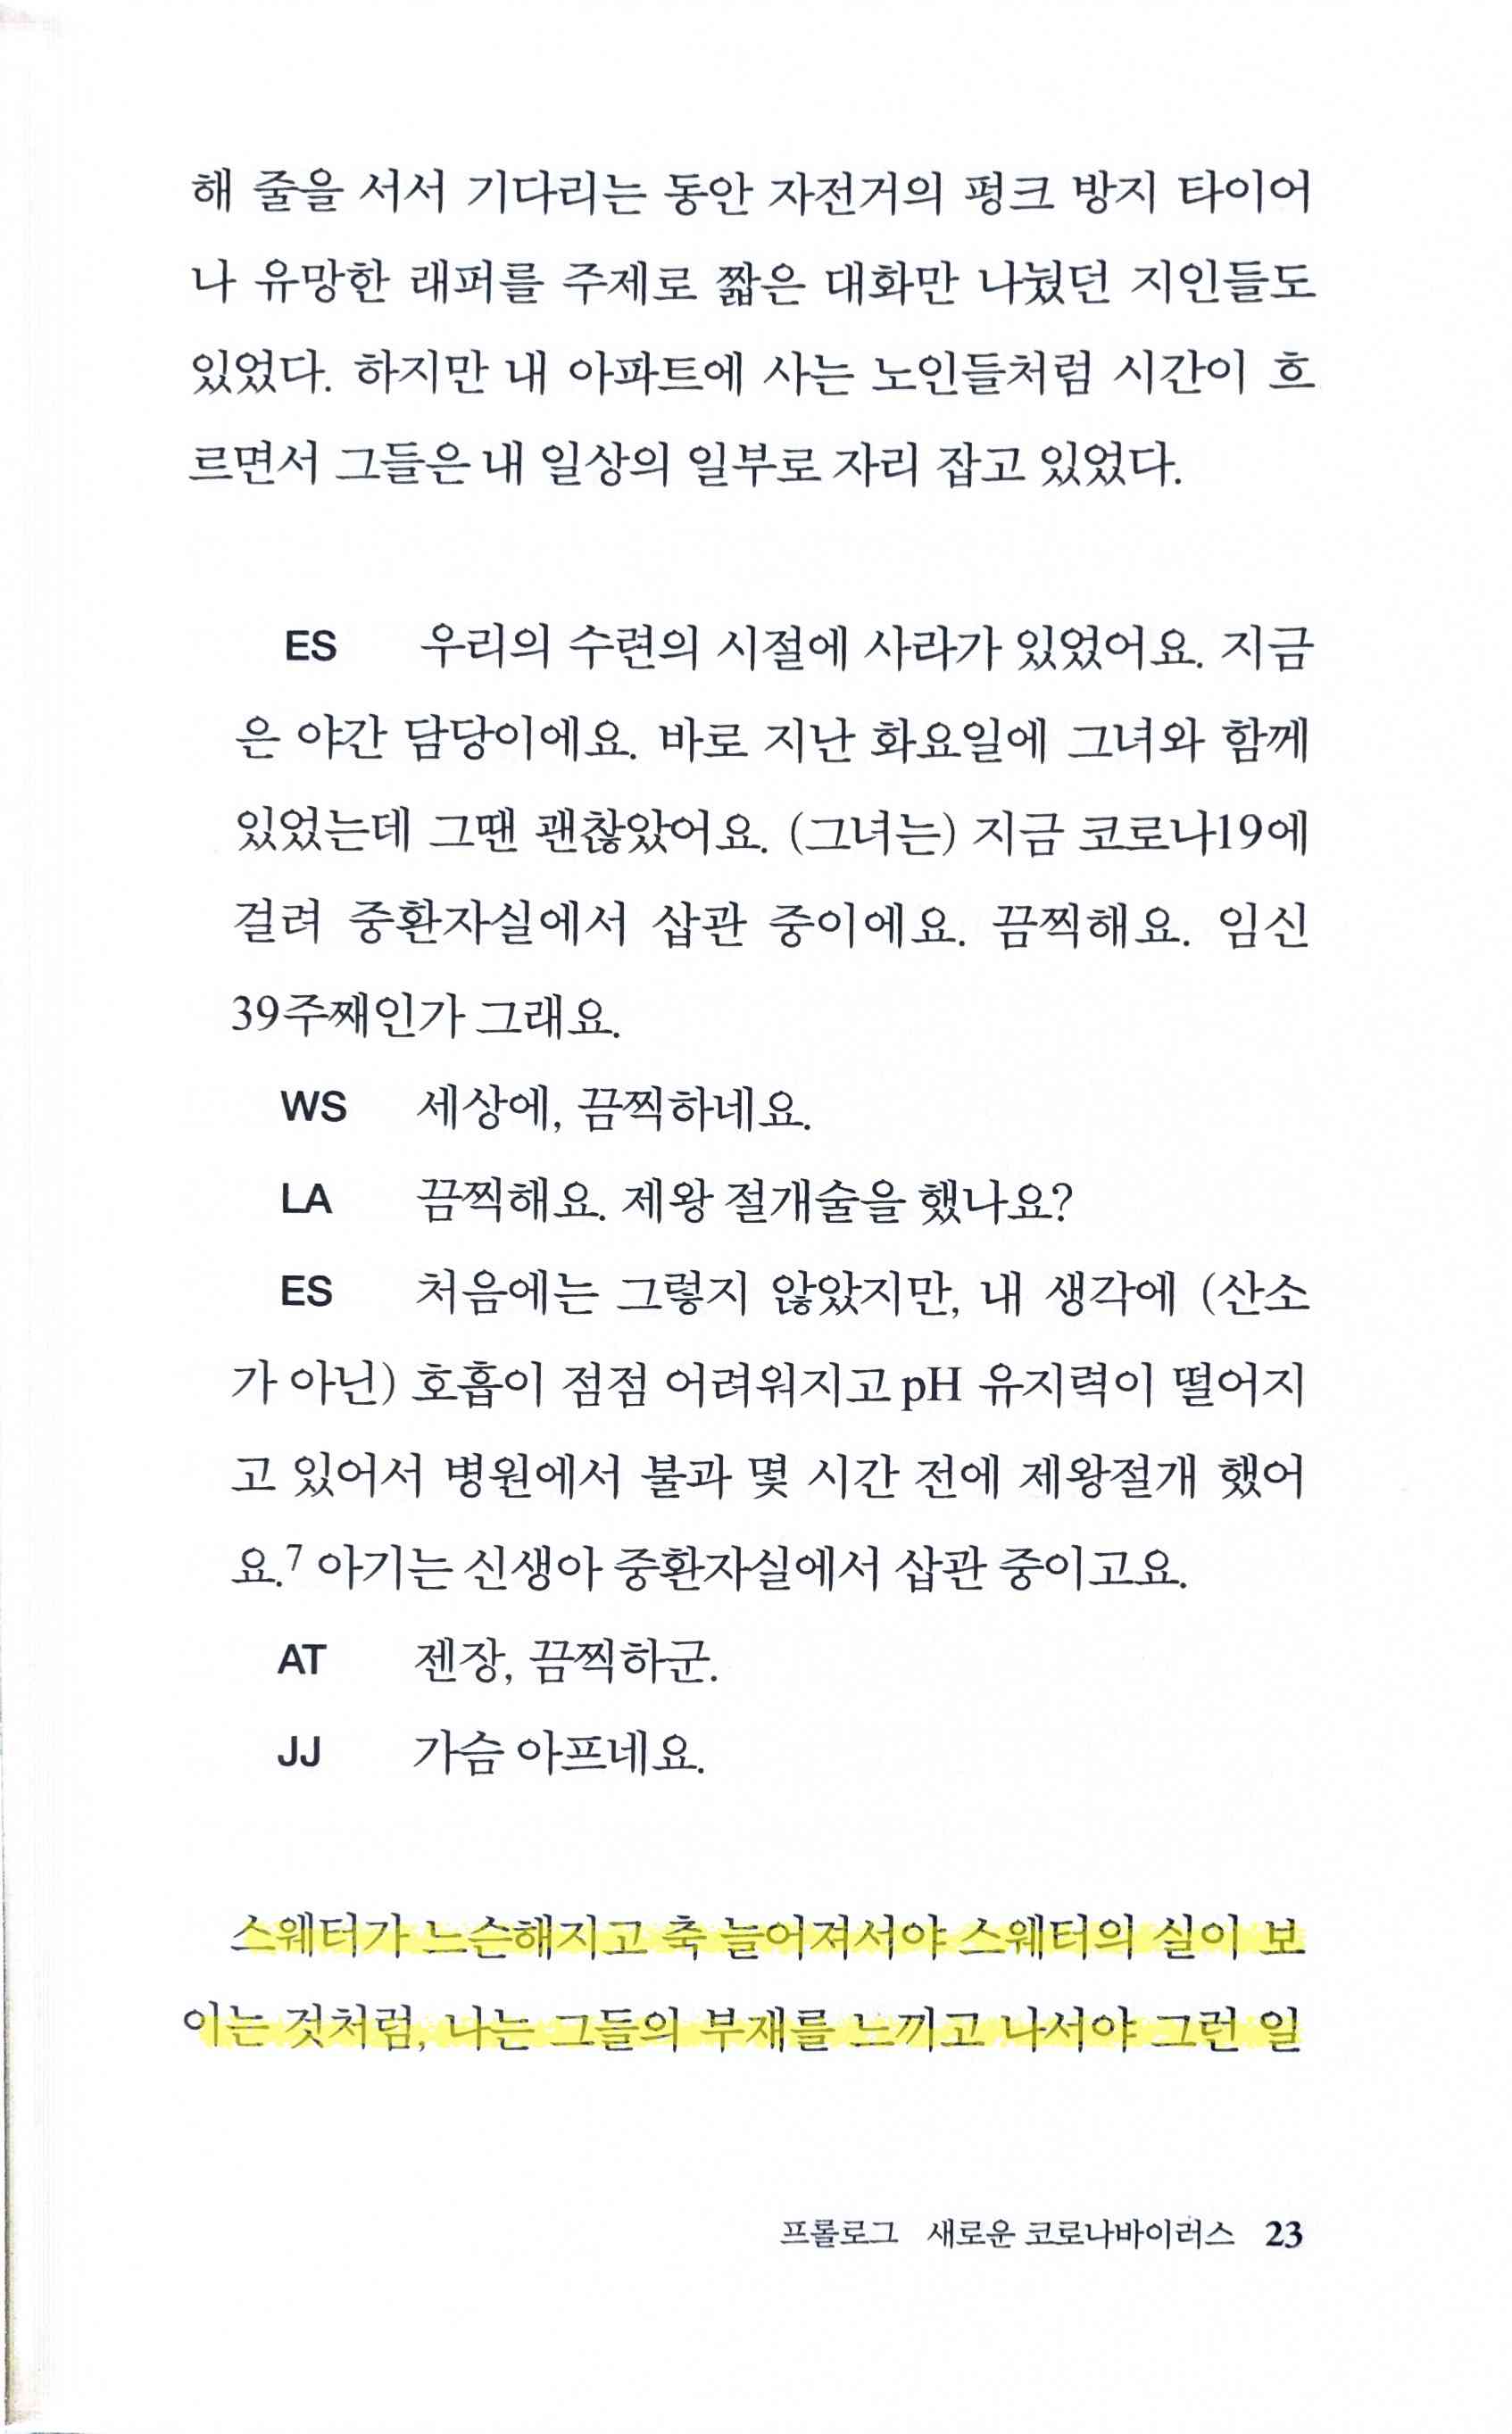 해 줄을 서서 기다리는 동안 자전거의 펑크 방지 타이어
나 유망한 래퍼를 주제로 짧은 대화만 나눴던 지인들도
있었다. 하지만 내 아파트에 사는 노인들처럼 시간이 흐
르면서 그들은 내 일상의 일부로 자리 잡고 있었다.
ES 우리의 수련의 시절에 사라가 있었어요. 지금
은 야간 담당이에요. 바로 지난 화요일에 그녀와 함께
있었는데 그땐 괜찮았어요. (그녀는) 지금 코로나19에
걸려 중환자실에서 삽관 중이에요. 끔찍해요. 임신
39주째인가 그래요.
WS 세상에, 끔찍하네요.
LA 끔찍해요. 제왕 절개술을 했나요?
ES 처음에는 그렇지 않았지만, 내 생각에 (산소
가 아닌) 호흡이 점점 어려워지고 pH 유지력이 떨어지
고 있어서 병원에서 불과 몇 시간 전에 제왕절개 했어
요.7 아기는 신생아 중환자실에서 삽관 중이고요.
AT 젠장, 끔찍하군.
JJ 가슴 아프네요.
스웨터가 느슨해지고 축 늘어져서야 스웨터의 실이 보
이는 것처럼, 나는 그들의 부재를 느끼고 나서야 그런 일
프롤로그 새로운 코로나바이러스 23